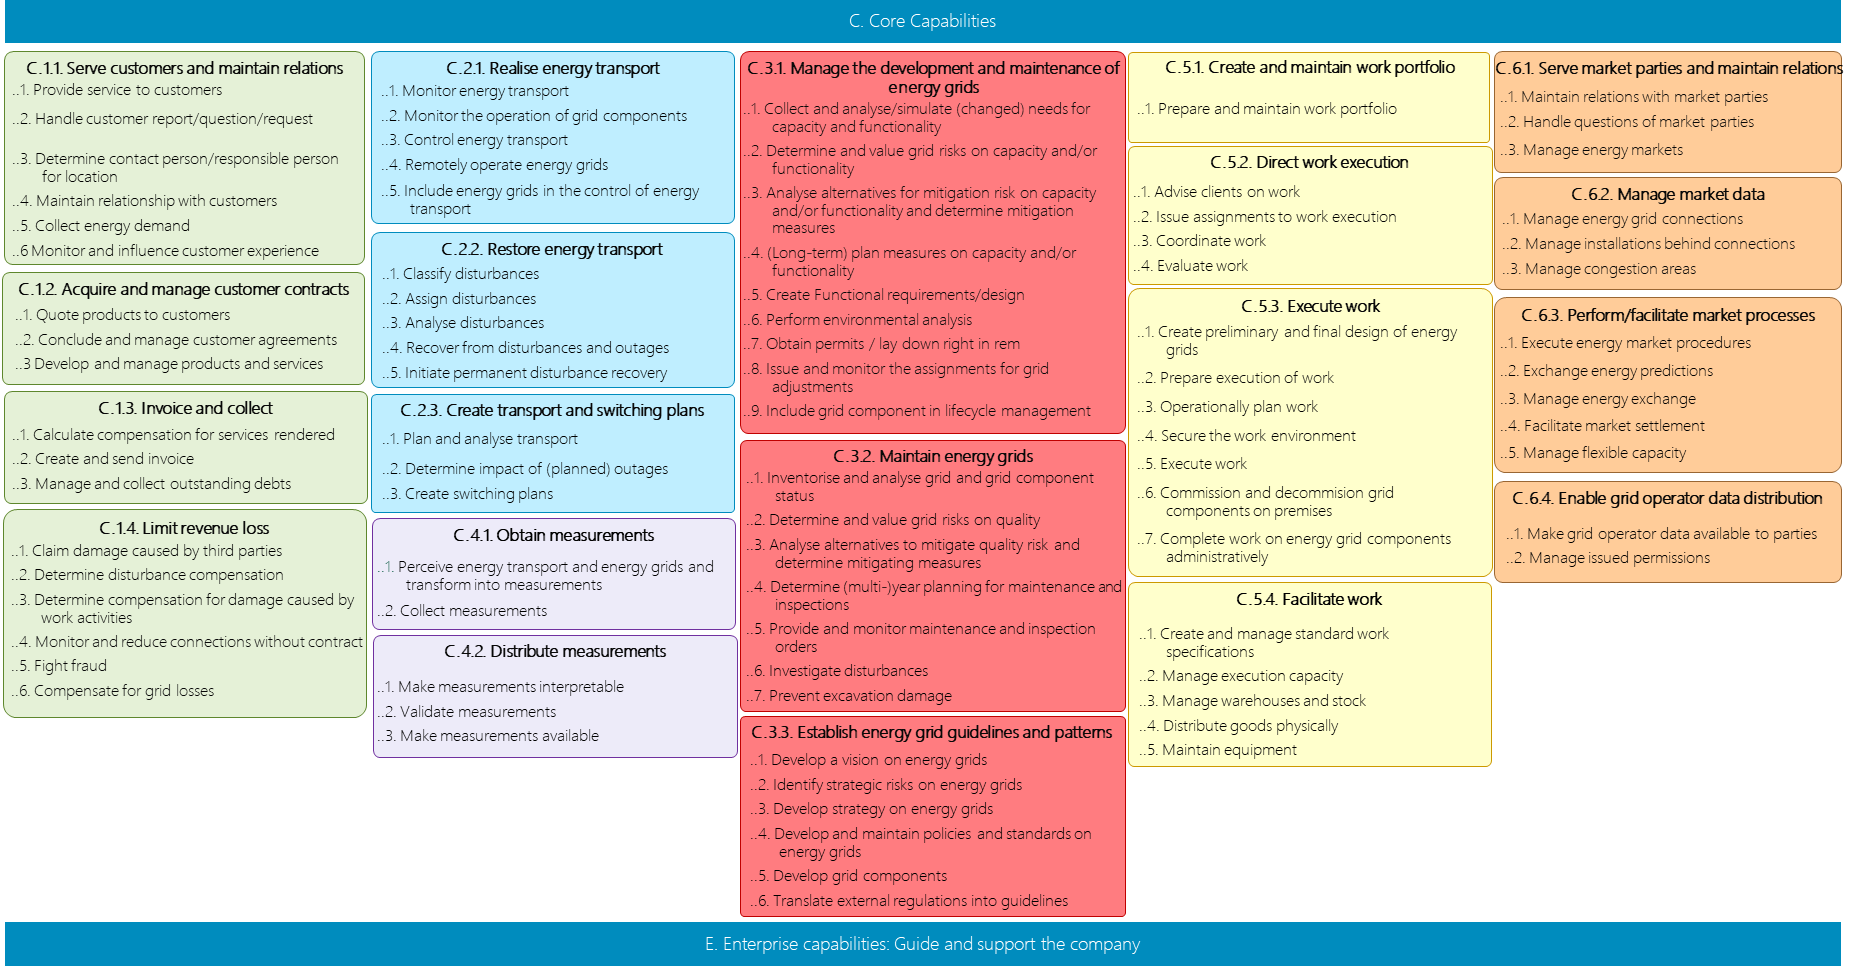 C. Core Capabilities
C.1.1. Serve customers and maintain relations
..1. Provide service to customers
..2. Handle customer report/question/request
..3. Determine contact person/responsible person
for location
..4. Maintain relationship with customers
..5. Collect energy demand
..6 Monitor and influence customer experience
C.1.2. Acquire and manage customer contracts
..1. Quote products to customers
..2. Conclude and manage customer agreements
..3 Develop and manage products and services
C.1.3. Invoice and collect
..1. Calculate compensation for services rendered
..2. Create and send invoice
..3. Manage and collect outstanding debts
C.1.4. Limit revenue loss
..1. Claim damage caused by third parties
..2. Determine disturbance compensation
..3. Determine compensation for damage caused by
work activities
..4. Monitor and reduce connections without contract
..5. Fight fraud
..6. Compensate for grid losses
C.2.1. Realise energy transport
..1. Monitor energy transport
..2. Monitor the operation of grid components
..3. Control energy transport
..4. Remotely operate energy grids
..5. Include energy grids in the control of energy
transport
C.2.2. Restore energy transport
..1. Classify disturbances
..2. Assign disturbances
..3. Analyse disturbances
..4. Recover from disturbances and outages
..5. Initiate permanent disturbance recovery
C.2.3. Create transport and switching plans
..1. Plan and analyse transport
..2. Determine impact of (planned) outages
..3. Create switching plans
C.4.1. Obtain measurements
..1. Perceive energy transport and energy grids and
transform into measurements
..2. Collect measurements
C.4.2. Distribute measurements
..1. Make measurements interpretable
..2. Validate measurements
..3. Make measurements available
C.3.1. Manage the development and maintenance of
energy grids
..1. Collect and analyse/simulate (changed) needs for
capacity and functionality
..2. Determine and value grid risks on capacity and/or
functionality
..3. Analyse alternatives for mitigation risk on capacity
and/or functionality and determine mitigation
measures
..4. (Long-term) plan measures on capacity and/or
functionality
..5. Create Functional requirements/design
..6. Perform environmental analysis
..7. Obtain permits / lay down right in rem
..8. Issue and monitor the assignments for grid
adjustments
..9. Include grid component in lifecycle management
C.3.2. Maintain energy grids
..1. Inventorise and analyse grid and grid component
status
..2. Determine and value grid risks on quality
..3. Analyse alternatives to mitigate quality risk and
determine mitigating measures
..4. Determine (multi-)year planning for maintenance and
inspections
..5. Provide and monitor maintenance and inspection
orders
..6. Investigate disturbances
..7. Prevent excavation damage
C.3.3. Establish energy grid guidelines and patterns
..1. Develop a vision on energy grids
..2. Identify strategic risks on energy grids
..3. Develop strategy on energy grids
..4. Develop and maintain policies and standards on
energy grids
..5. Develop grid components
..6. Translate external regulations into guidelines
C.5.1. Create and maintain work portfolio
..1. Prepare and maintain work portfolio
C.5.2. Direct work execution
..1. Advise clients on work
..2. Issue assignments to work execution
..3. Coordinate work
..4. Evaluate work
C.5.3. Execute work
..1. Create preliminary and final design of energy
grids
..2. Prepare execution of work
..3. Operationally plan work
..4. Secure the work environment
..5. Execute work
..6. Commission and decommision grid
components on premises
..7. Complete work on energy grid components
administratively
C.5.4. Facilitate work
..1. Create and manage standard work
specifications
..2. Manage execution capacity
..3. Manage warehouses and stock
..4. Distribute goods physically
..5. Maintain equipment
C.6.1. Serve market parties and maintain relations
..1. Maintain relations with market parties
..2. Handle questions of market parties
..3. Manage energy markets
C.6.2. Manage market data
..1. Manage energy grid connections
..2. Manage installations behind connections
..3. Manage congestion areas
C.6.3. Perform/facilitate market processes
..1. Execute energy market procedures
..2. Exchange energy predictions
..3. Manage energy exchange
..4. Facilitate market settlement
..5. Manage flexible capacity
C.6.4. Enable grid operator data distribution
..1. Make grid operator data available to parties
..2. Manage issued permissions
E. Enterprise capabilities: Guide and support the company